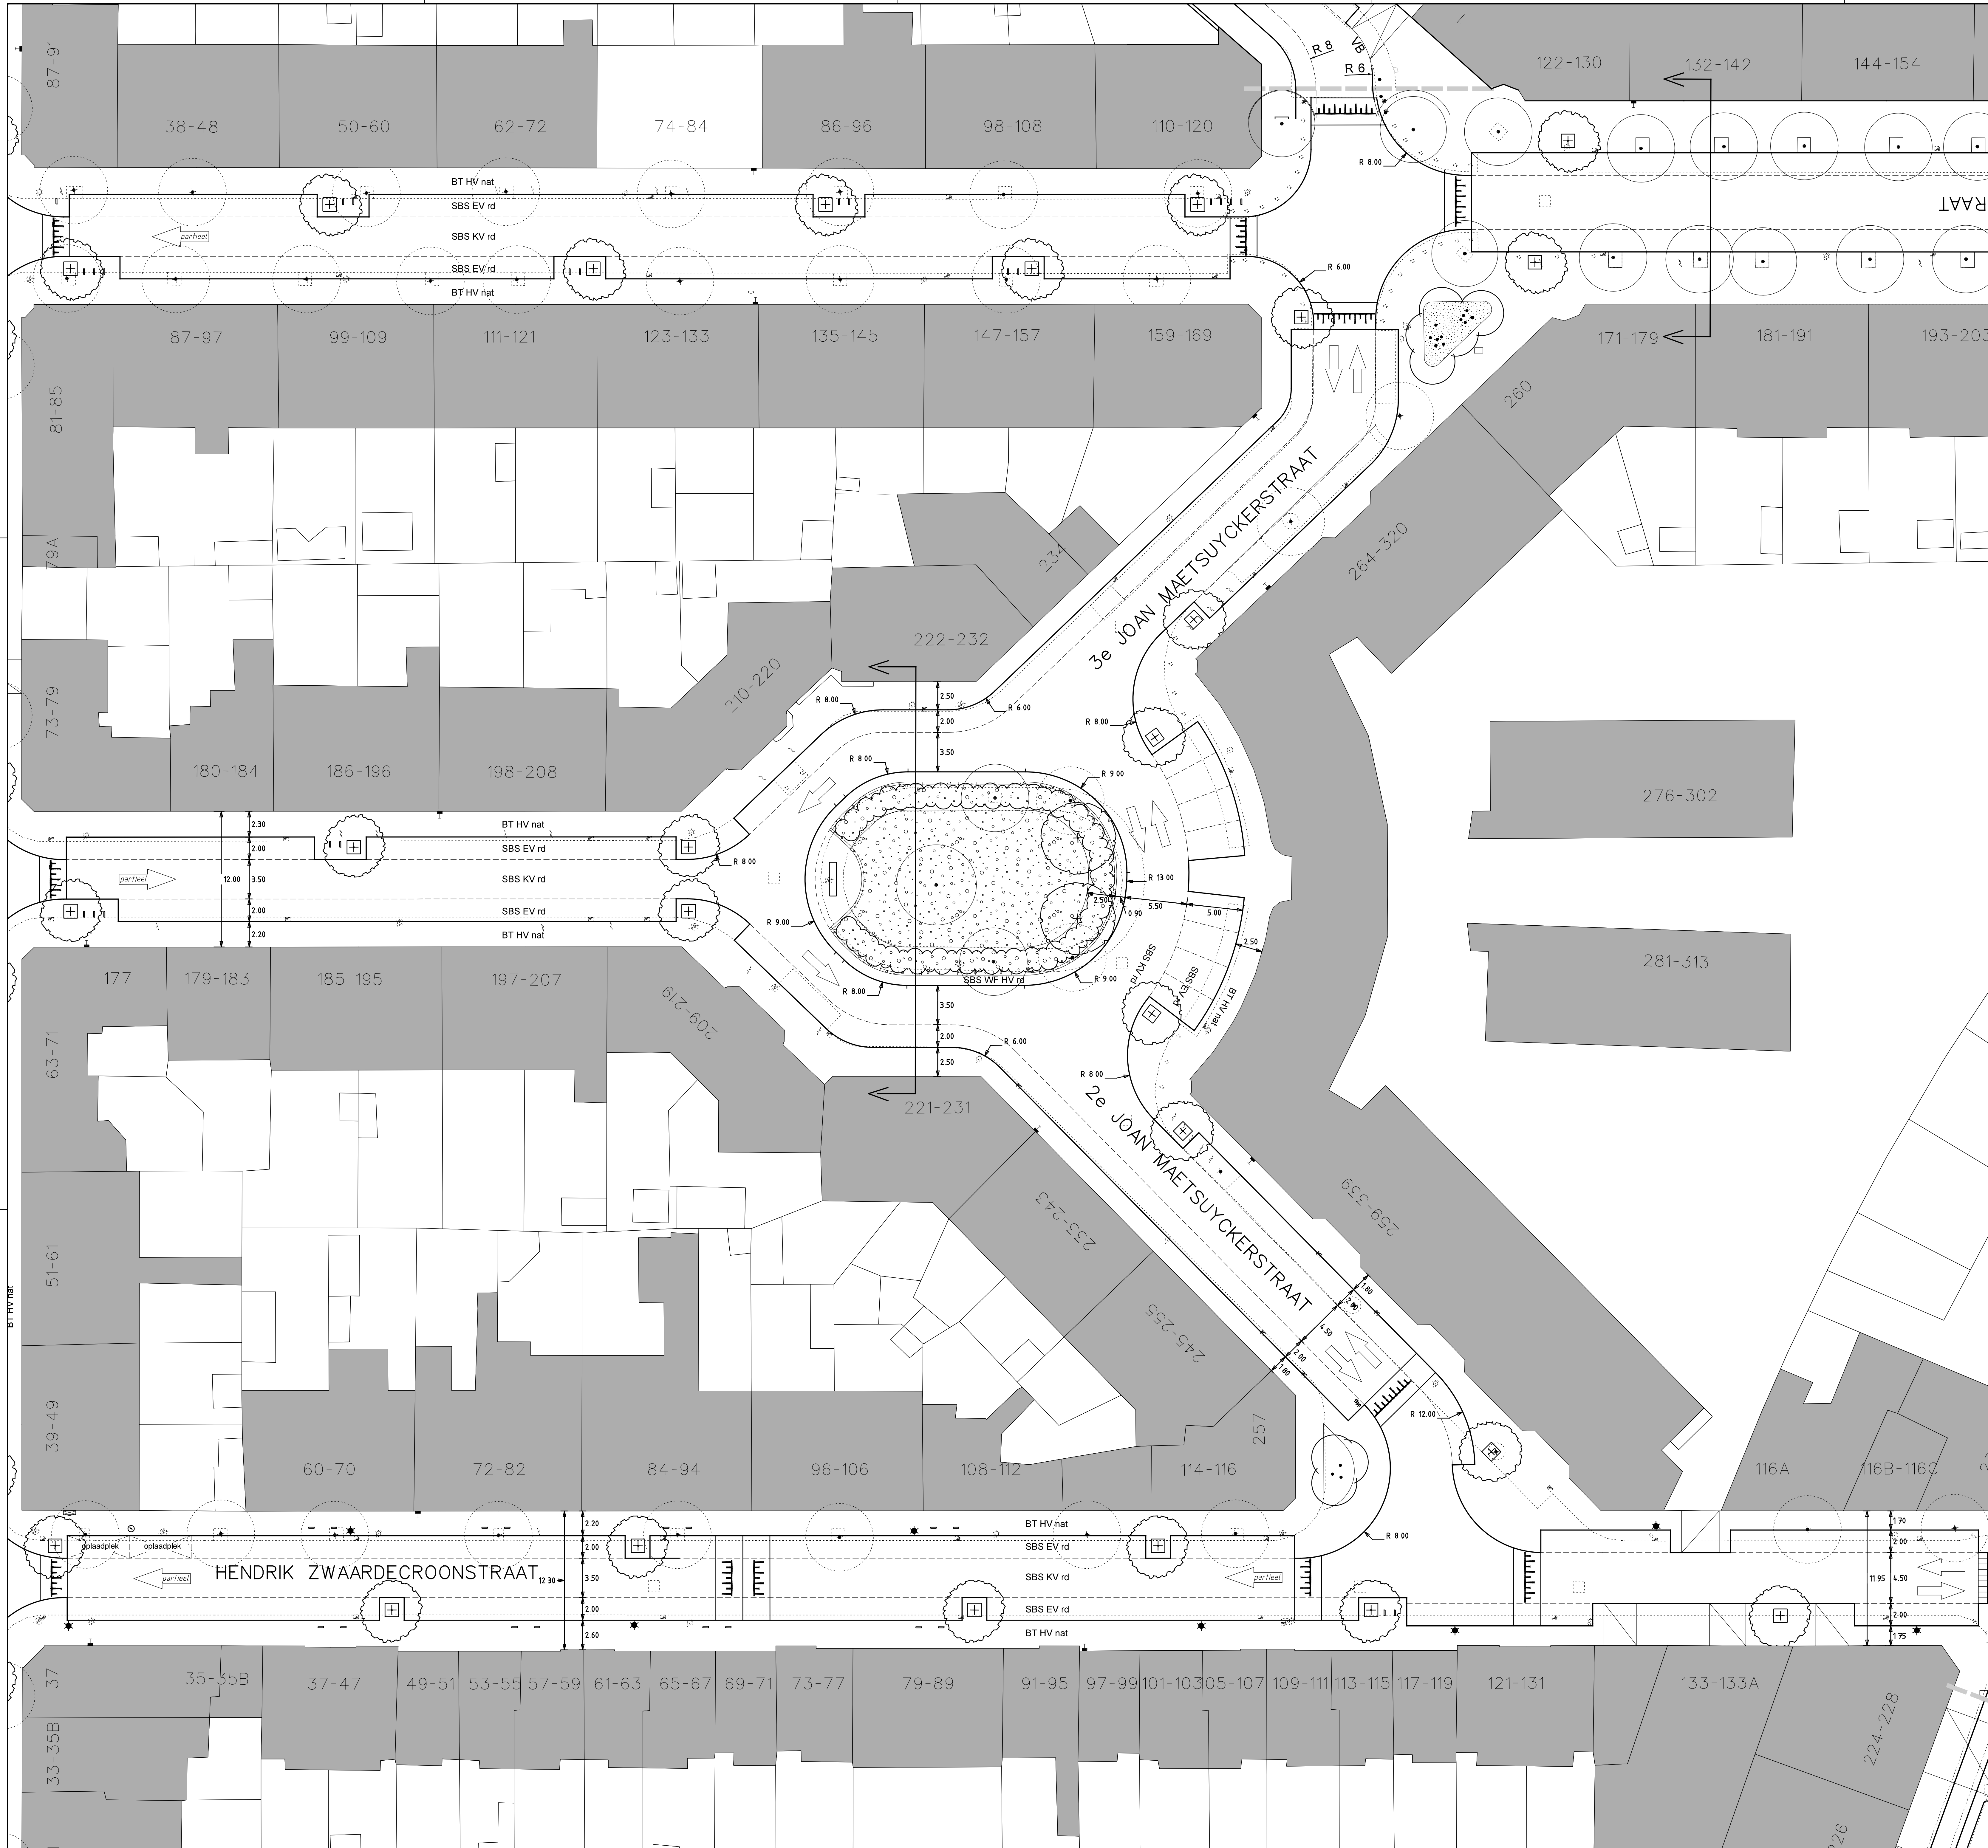 87-91
38-48
50-60
62-72
74-84
86-96
98-108
110-120
R 8
VB
R 6
122-130
132-142
144-154
R 8.00
RAAT
BT HV nat
SBS EV rd
SBS KV rd
SBS EV rd
BT HV nat
partieel
R 6.00
81-85
87-97
99-109
111-121
123-133
135-145
147-157
159-169
171-179
181-191
193-203
260
79A
234
264-320
3e JOAN MAETSUYCKERSTRAAT
73-79
180-184
186-196
198-208
210-220
222-232
R 8.00
2.50
2.00
3.50
R 6.00
R 8.00
R 8.00
R 9.00
276-302
2.30
2.00
12.00
3.50
2.00
2.20
BT HV nat
SBS EV rd
SBS KV rd
SBS EV rd
BT HV nat
partieel
R 8.00
R 13.00
R 9.00
2.50
0.90
5.50
5.00
2.50
SBS KV rd
SBS EV rd
BT HV nat
SBS WF HV rd
R 9.00
R 8.00
281-313
177
179-183
185-195
197-207
209-219
63-71
3.50
2.00
2.50
R 6.00
R 8.00
221-231
2e JOAN MAETSUYCKERSTRAAT
233-243
259-339
51-61
BT HV nat
245-255
1.80
2.00
4.50
2.00
1.80
39-49
60-70
72-82
84-94
96-106
108-112
114-116
257
R 12.00
116A
116B-116C
oplaadplek
oplaadplek
HENDRIK ZWAARDECROONSTRAAT
partieel
12.30
2.20
2.00
3.50
2.00
2.60
BT HV nat
SBS EV rd
SBS KV rd
SBS EV rd
BT HV nat
partieel
R 8.00
1.70
2.00
11.95
4.50
2.00
1.75
37
35-35B
37-47
49-51
53-55
57-59
61-63
65-67
69-71
73-77
79-89
91-95
97-99
101-103
105-107
109-111
113-115
117-119
121-131
133-133A
224-228
33-35B
226